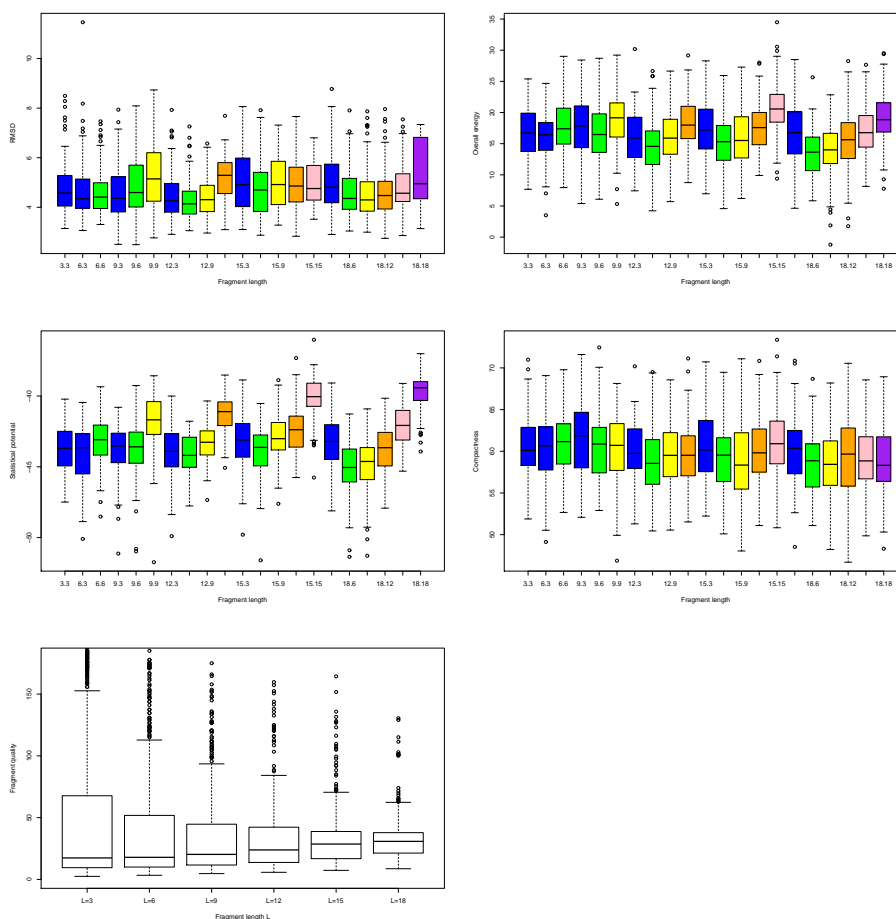 RMSD
4 6 8 10
3.3 6.3 6.6 9.3 9.6 9.9 12.3 12.9 15.3 15.9 15.15 18.6 18.12 18.18
Fragment length
Overall energy
0 5 10 15 20 25 30 35
3.3 6.3 6.6 9.3 9.6 9.9 12.3 12.9 15.3 15.9 15.15 18.6 18.12 18.18
Fragment length
Statistical potential
−50 −45 −40
3.3 6.3 6.6 9.3 9.6 9.9 12.3 12.9 15.3 15.9 15.15 18.6 18.12 18.18
Fragment length
Compactness
50 55 60 65 70
3.3 6.3 6.6 9.3 9.6 9.9 12.3 12.9 15.3 15.9 15.15 18.6 18.12 18.18
Fragment length
Fragment quality
0 50 100 150
L=3 L=6 L=9 L=12 L=15 L=18
Fragment length L